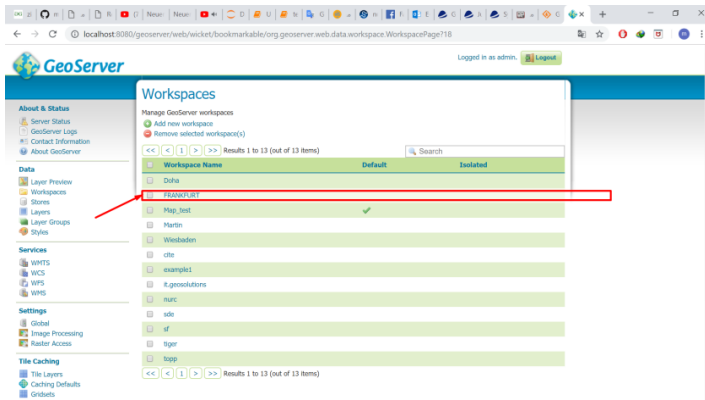 Neue
Neue
localhost:8080/geoserver/web/wicket/bookmarkable/org.geoserver.web.data.workspace.WorkspacePage?18
GeoServer
Logged in as admin.
Logout
About & Status
Server Status
GeoServer Logs
Contact Information
About GeoServer
Data
Layer Preview
Workspaces
Stores
Layers
Layer Groups
Styles
Services
WMTS
WCS
WFS
WMS
Settings
Global
Image Processing
Raster Access
Tile Caching
Tile Layers
Caching Defaults
Gridsets
Workspaces
Manage GeoServer workspaces
Add new workspace
Remove selected workspace(s)
<< < 1 > >> Results 1 to 13 (out of 13 items)
Search
Workspace Name Default Isolated
Doha
FRANKFURT
Map_test
Martin
Wiesbaden
cite
example1
it.geosolutions
nurc
sde
sf
tiger
topp
<< < 1 > >> Results 1 to 13 (out of 13 items)